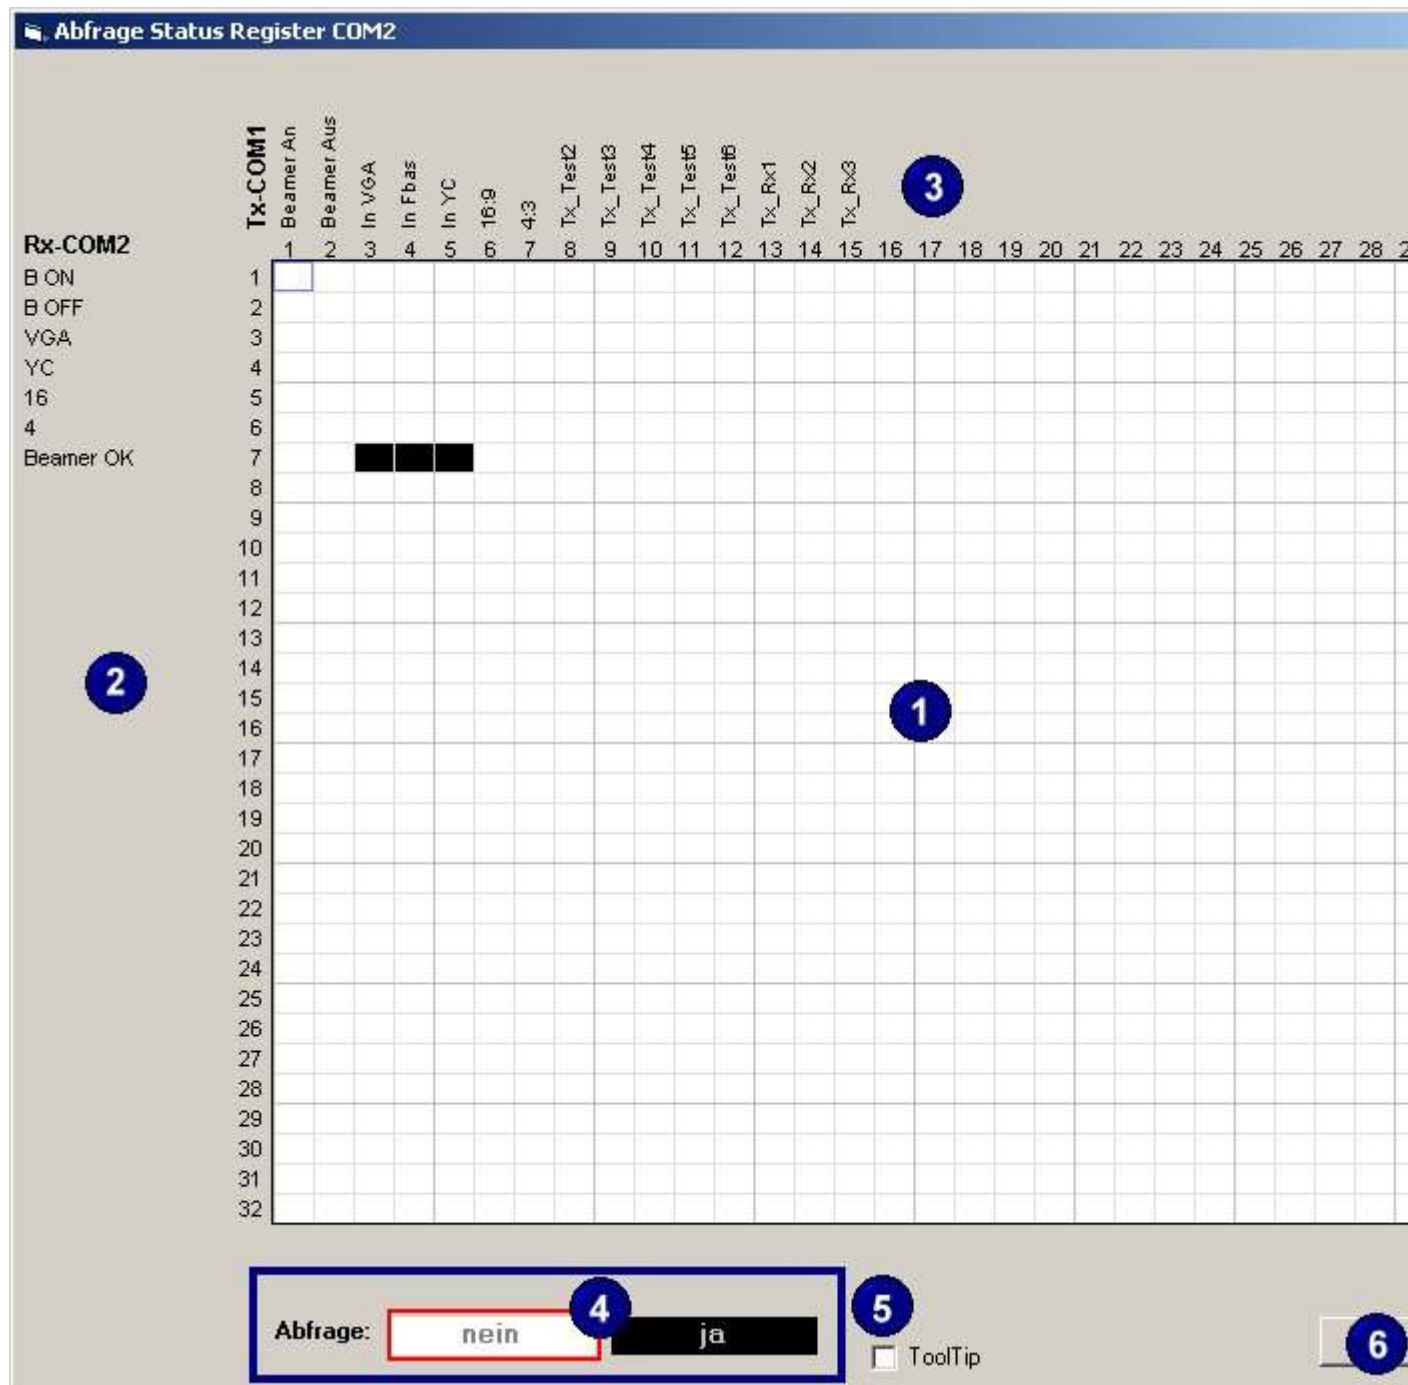 Abfrage Status Register COM2
Tx-COM1
Beamer An
Beamer Aus
In VGA
In Fbas
In YC
16:9
4:3
Tx_Test2
Tx_Test3
Tx_Test4
Tx_Test5
Tx_Test6
Tx_Rx1
Tx_Rx2
Tx_Rx3
3
Rx-COM2 1 2 3 4 5 6 7 8 9 10 11 12 13 14 15 16 17 18 19 20 21 22 23 24 25 26 27 28
B ON 1
B OFF 2
VGA 3
YC 4
16 5
4 6
Beamer OK 7
8
9
10
11
12
13
14
2
15
1
16
17
18
19
20
21
22
23
24
25
26
27
28
29
30
31
32
4 5
Abfrage: nein ja
ToolTip 6